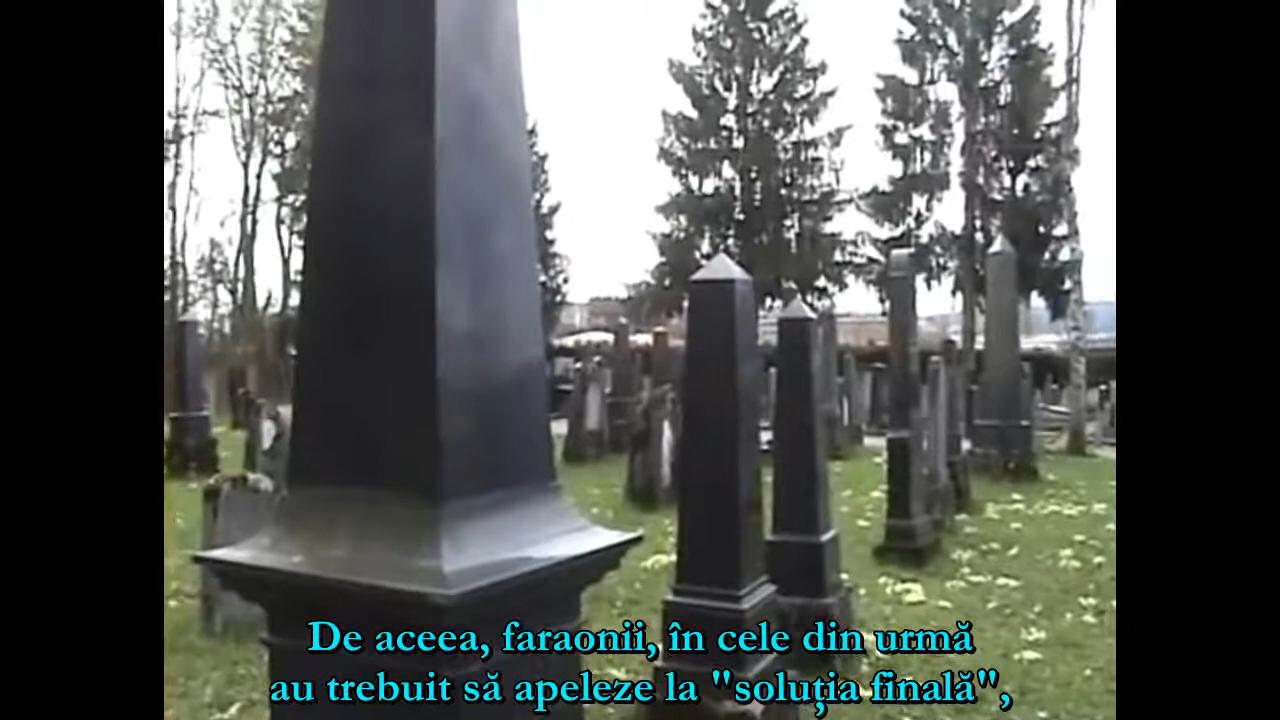 De aceea, faraonii, în cele din urmă
au trebuit să apeleze la "soluția finală",